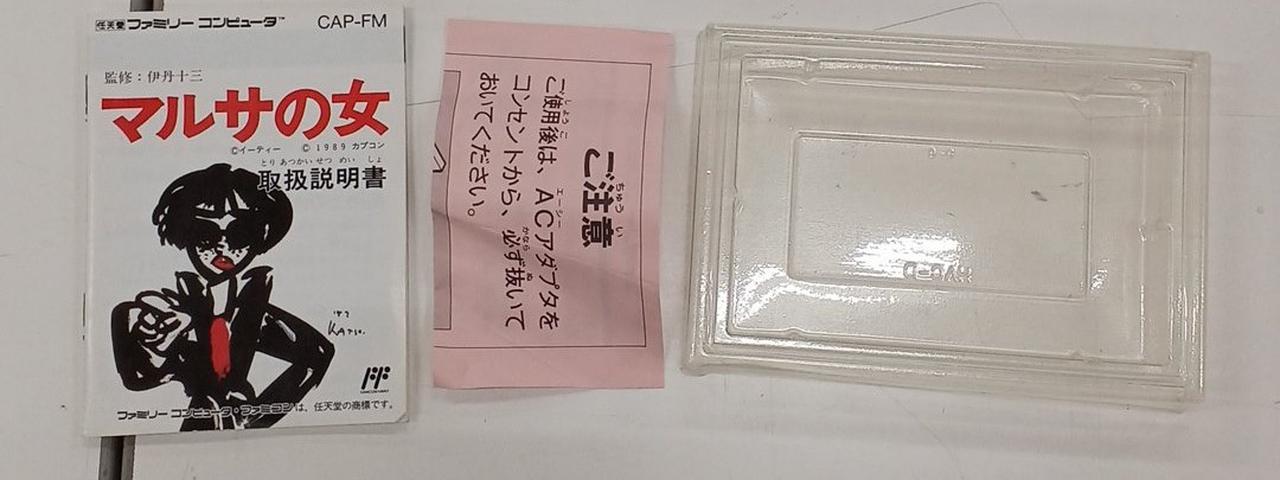 任天堂 ファミリー コンピュータ™
CAP-FM
監修：伊丹十三
マルサの女
©イーティー © 1989 カプコン
とり あつかい せつ めい しょ
取扱説明書
'87
KATSU.
ファミリー コンピュータ・ファミコンは、任天堂の商標です。
ちゅう い
ご注意
しよう ご
ご使用後は、ACアダプタを
エーシー
コンセントから、必ず抜いて
かなら ぬ
おいてください。